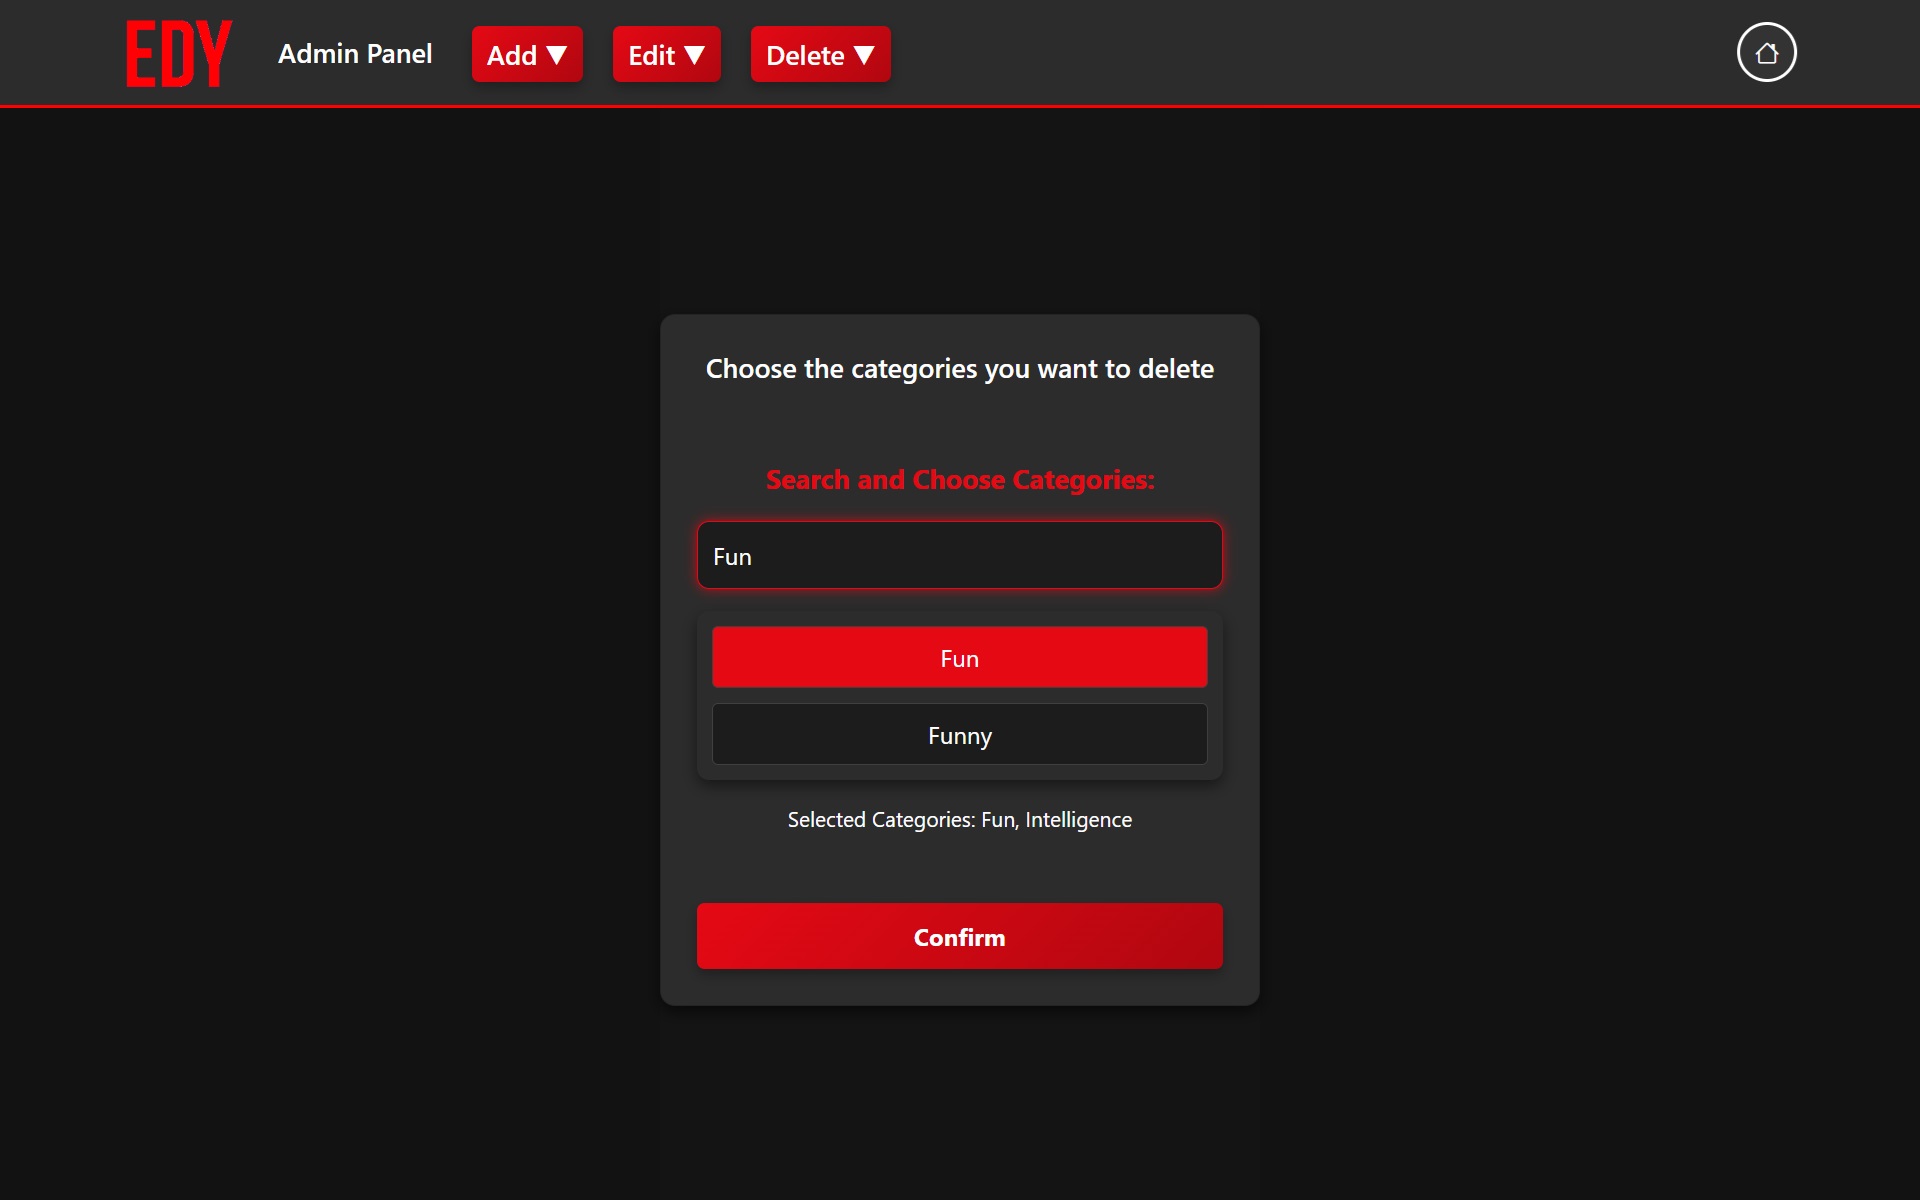 EDY
Admin Panel
Add ▼
Edit ▼
Delete ▼
Choose the categories you want to delete
Search and Choose Categories:
Fun
Fun
Funny
Selected Categories: Fun, Intelligence
Confirm